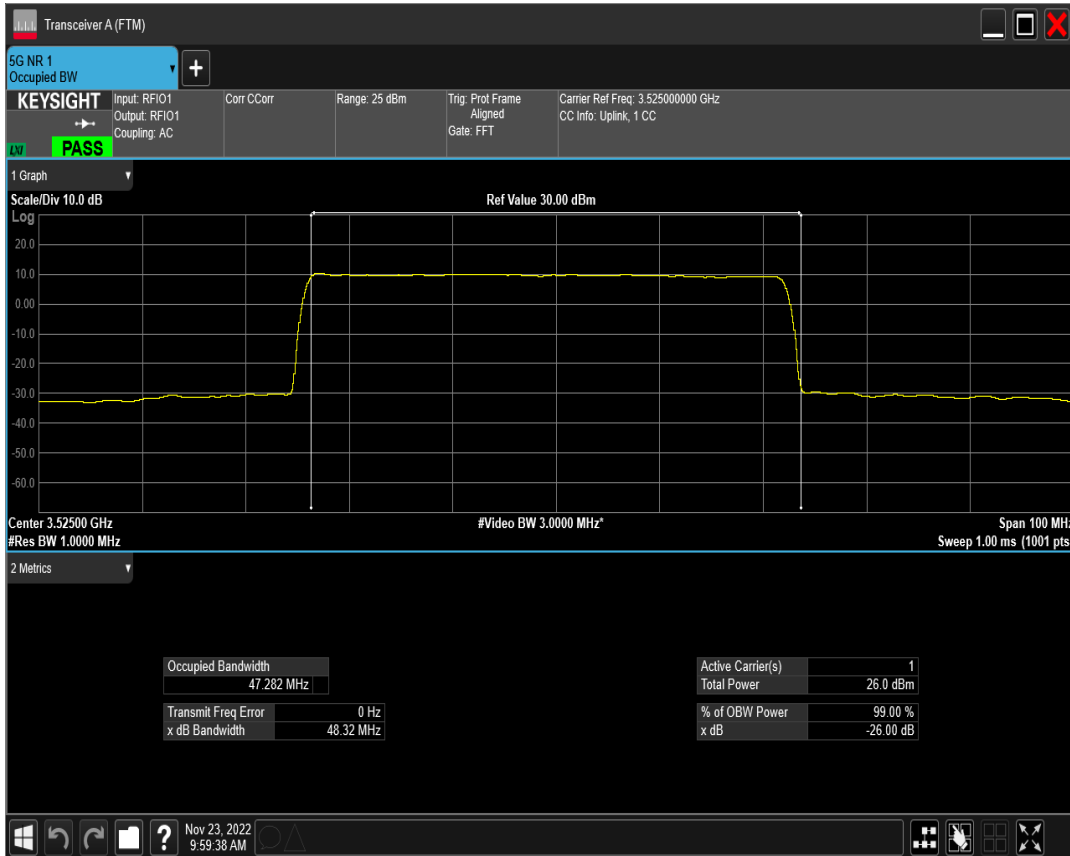 Transceiver A (FTM)
5G NR 1
Occupied BW
+
KEYSIGHT
LXI
PASS
Input: RFIO1
Output: RFIO1
Coupling: AC
Corr CCorr
Range: 25 dBm
Trig: Prot Frame
Aligned
Gate: FFT
Carrier Ref Freq: 3.525000000 GHz
CC Info: Uplink, 1 CC
1 Graph
Scale/Div 10.0 dB
Ref Value 30.00 dBm
Log
20.0
10.0
0.00
-10.0
-20.0
-30.0
-40.0
-50.0
-60.0
Center 3.52500 GHz
#Video BW 3.0000 MHz*
Span 100 MHz
#Res BW 1.0000 MHz
Sweep 1.00 ms (1001 pts
2 Metrics
Occupied Bandwidth
47.282 MHz
Transmit Freq Error 0 Hz
x dB Bandwidth 48.32 MHz
Active Carrier(s) 1
Total Power 26.0 dBm
% of OBW Power 99.00 %
x dB -26.00 dB
?
Nov 23, 2022
9:59:38 AM